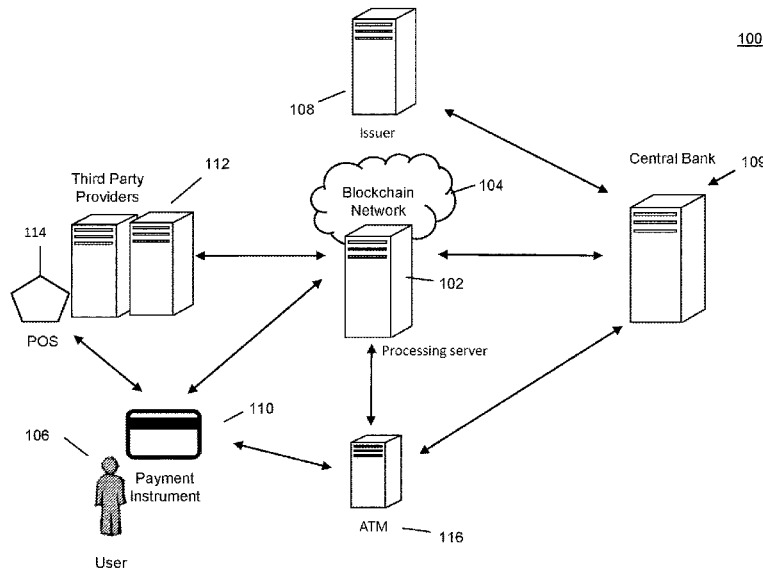 100
108
Issuer
Central Bank
109
Third Party
Providers
112
Blockchain
Network
104
114
102
POS
Processing server
106
110
Payment
Instrument
ATM
116
User